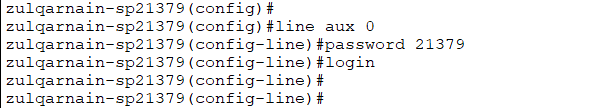 zulqarnain-sp21379(config)#
zulqarnain-sp21379(config)#line aux 0
zulqarnain-sp21379(config-line)#password 21379
zulqarnain-sp21379(config-line)#login
zulqarnain-sp21379(config-line)#
zulqarnain-sp21379(config-line)#